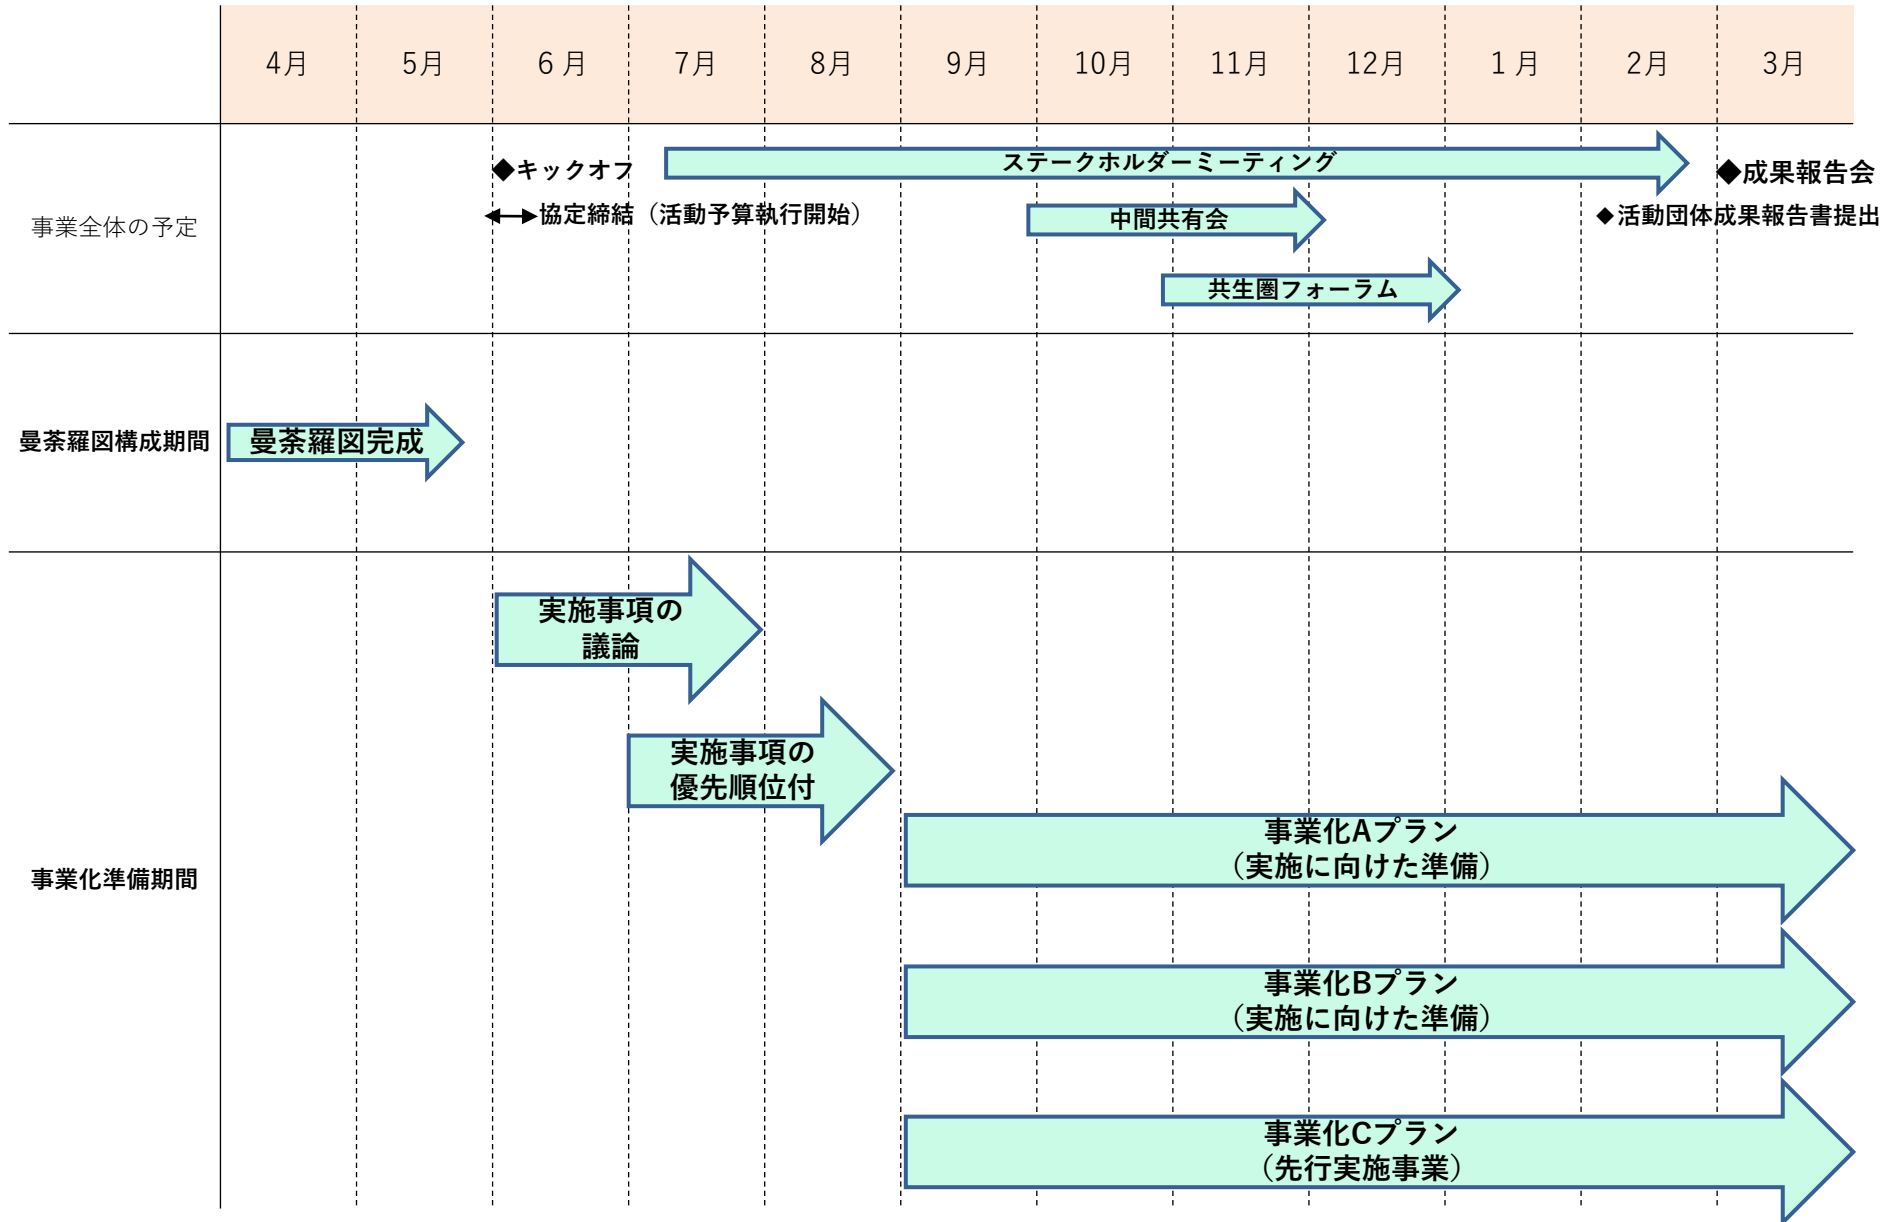 4月
5月
6 月
7月
8月
9月
10月
11月
12月
1 月
2月
3月
事業全体の予定
◆キックオフ
ステークホルダーミーティング
◆成果報告会
協定締結（活動予算執行開始）
中間共有会
◆活動団体成果報告書提出
共生圏フォーラム
曼荼羅図構成期間
曼荼羅図完成
事業化準備期間
実施事項の
議論
実施事項の
優先順位付
事業化Aプラン
（実施に向けた準備）
事業化Bプラン
（実施に向けた準備）
事業化Cプラン
（先行実施事業）